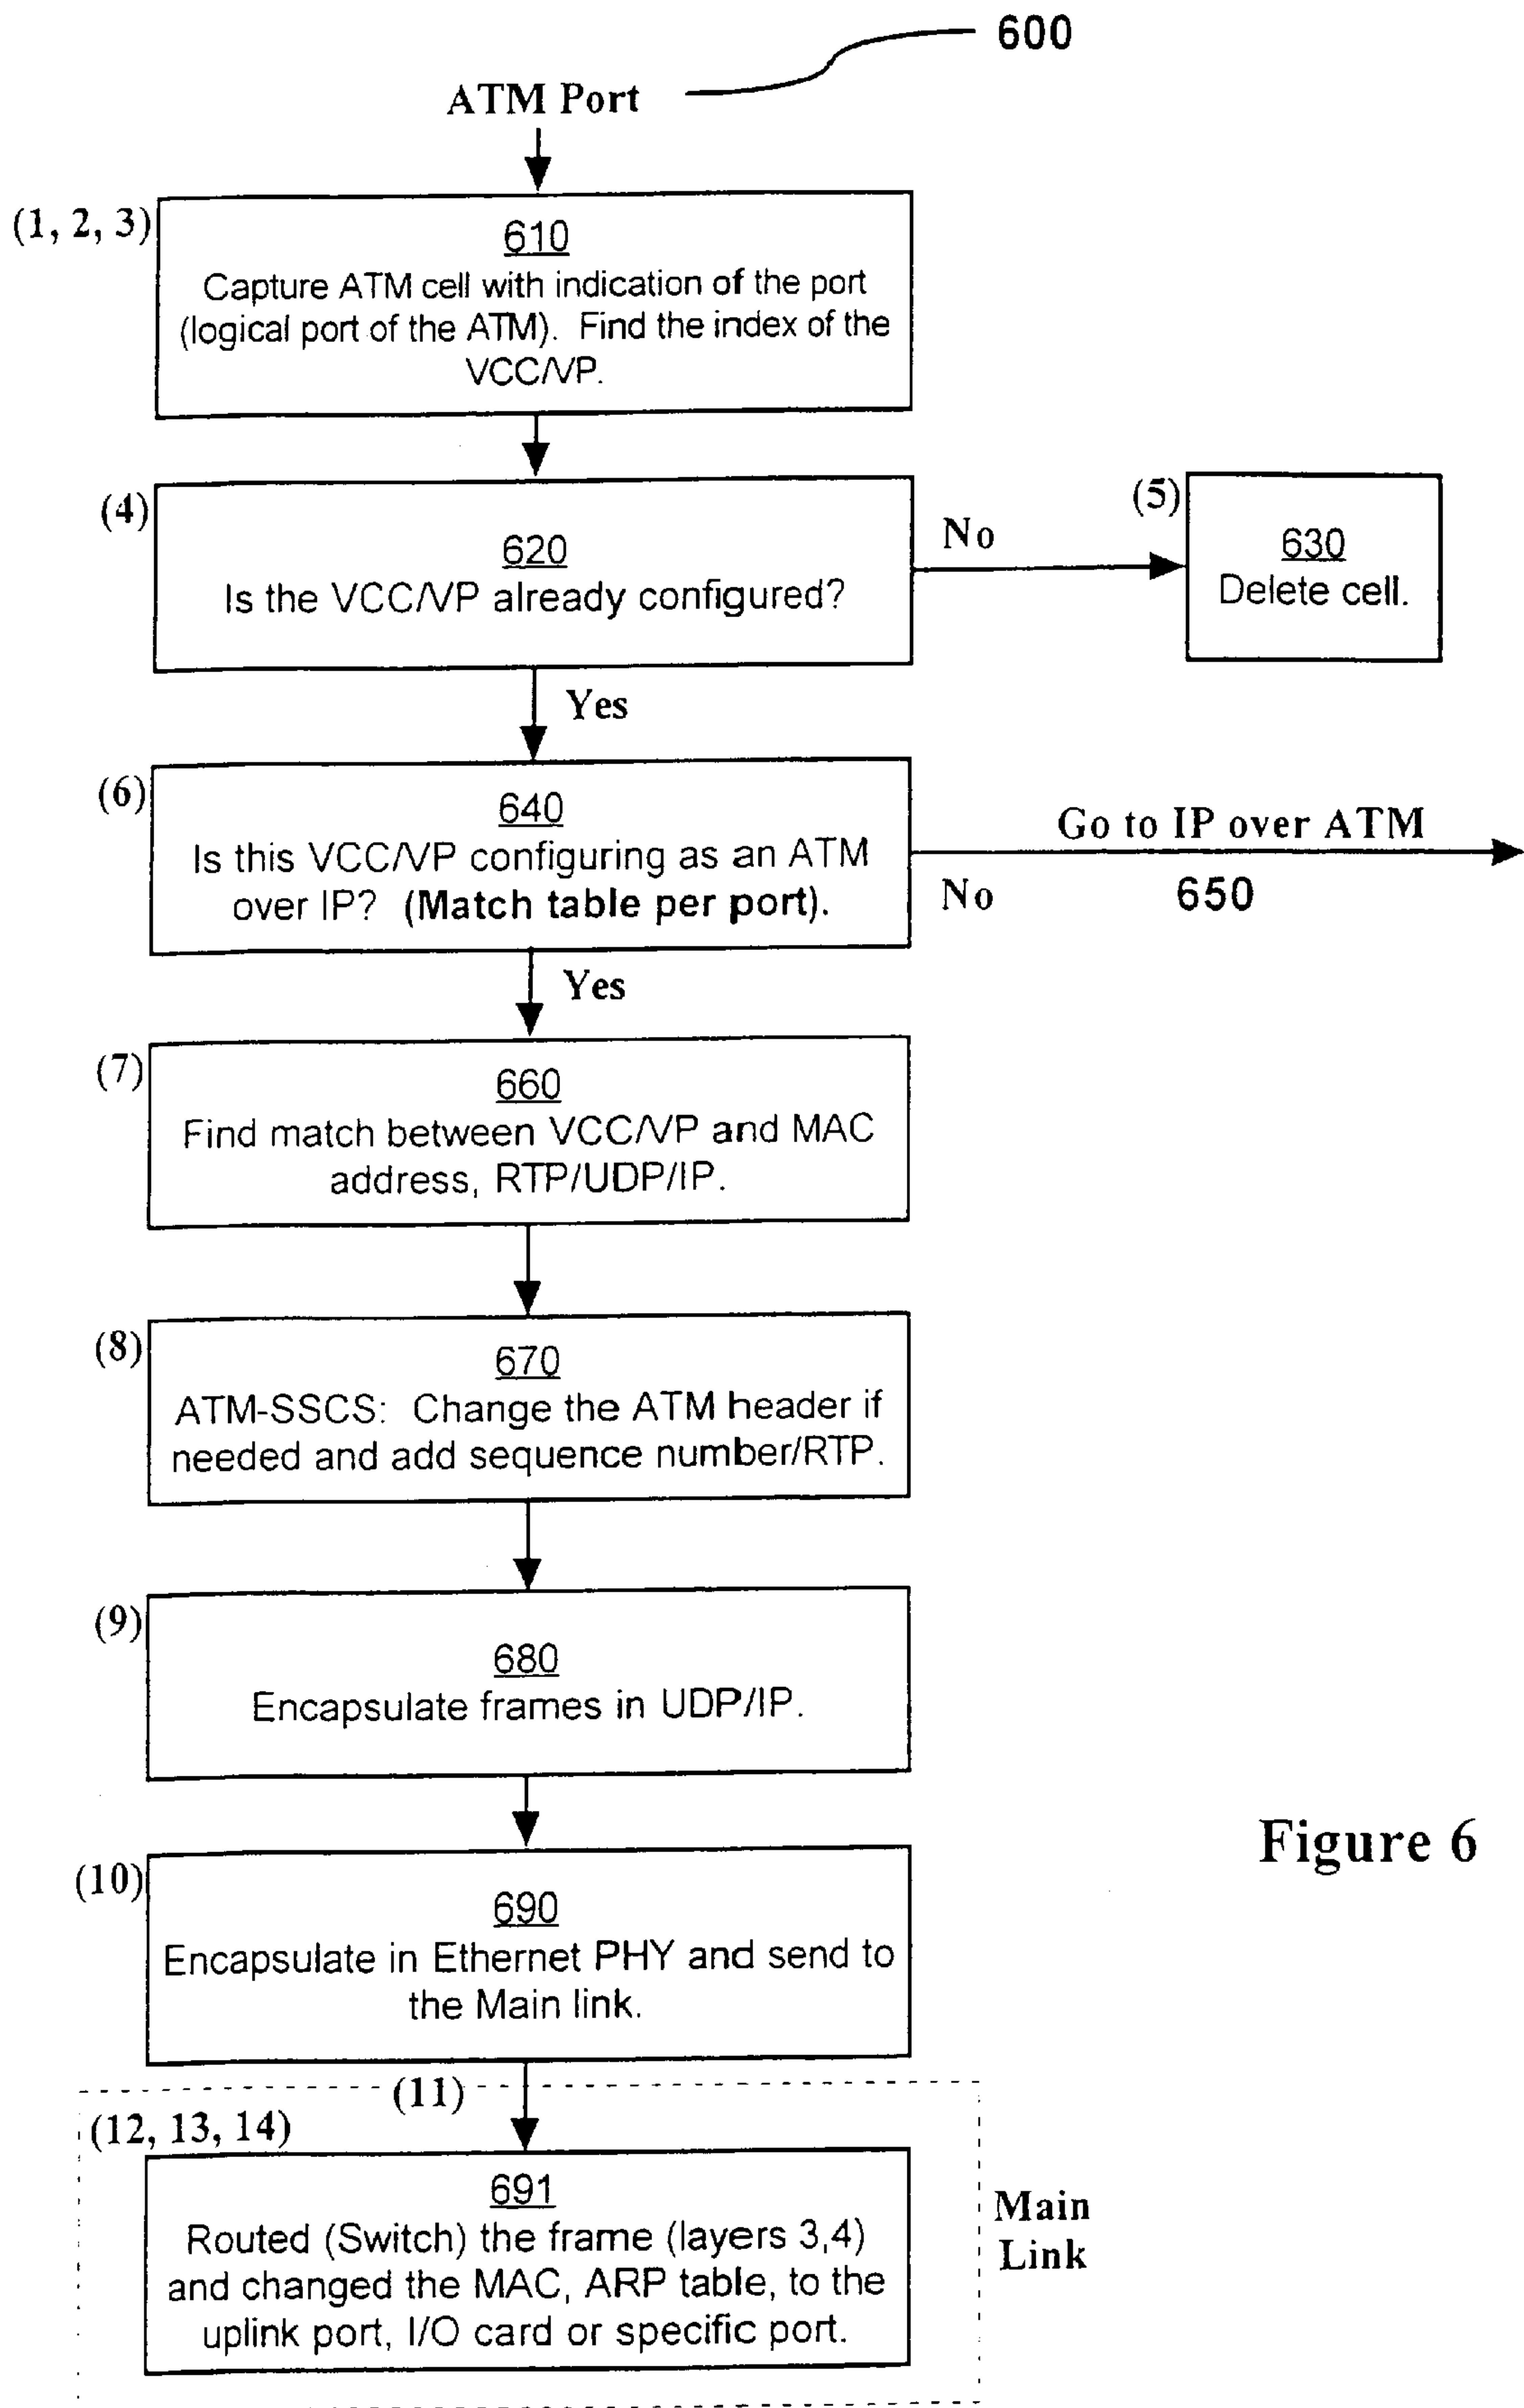 600
ATM Port
(1, 2, 3)
610
Capture ATM cell with indication of the port
(logical port of the ATM). Find the index of the
VCC/VP.
(4)
620
Is the VCC/VP already configured?
No
(5)
630
Delete cell.
Yes
(6)
640
Is this VCC/VP configuring as an ATM
over IP? (Match table per port).
Go to IP over ATM
No
650
Yes
(7)
660
Find match between VCC/VP and MAC
address, RTP/UDP/IP.
(8)
670
ATM-SSCS: Change the ATM header if
needed and add sequence number/RTP.
(9)
680
Encapsulate frames in UDP/IP.
Figure 6
(10)
690
Encapsulate in Ethernet PHY and send to
the Main link.
(11)
(12, 13, 14)
691
Routed (Switch) the frame (layers 3,4)
and changed the MAC, ARP table, to the
uplink port, I/O card or specific port.
Main
Link